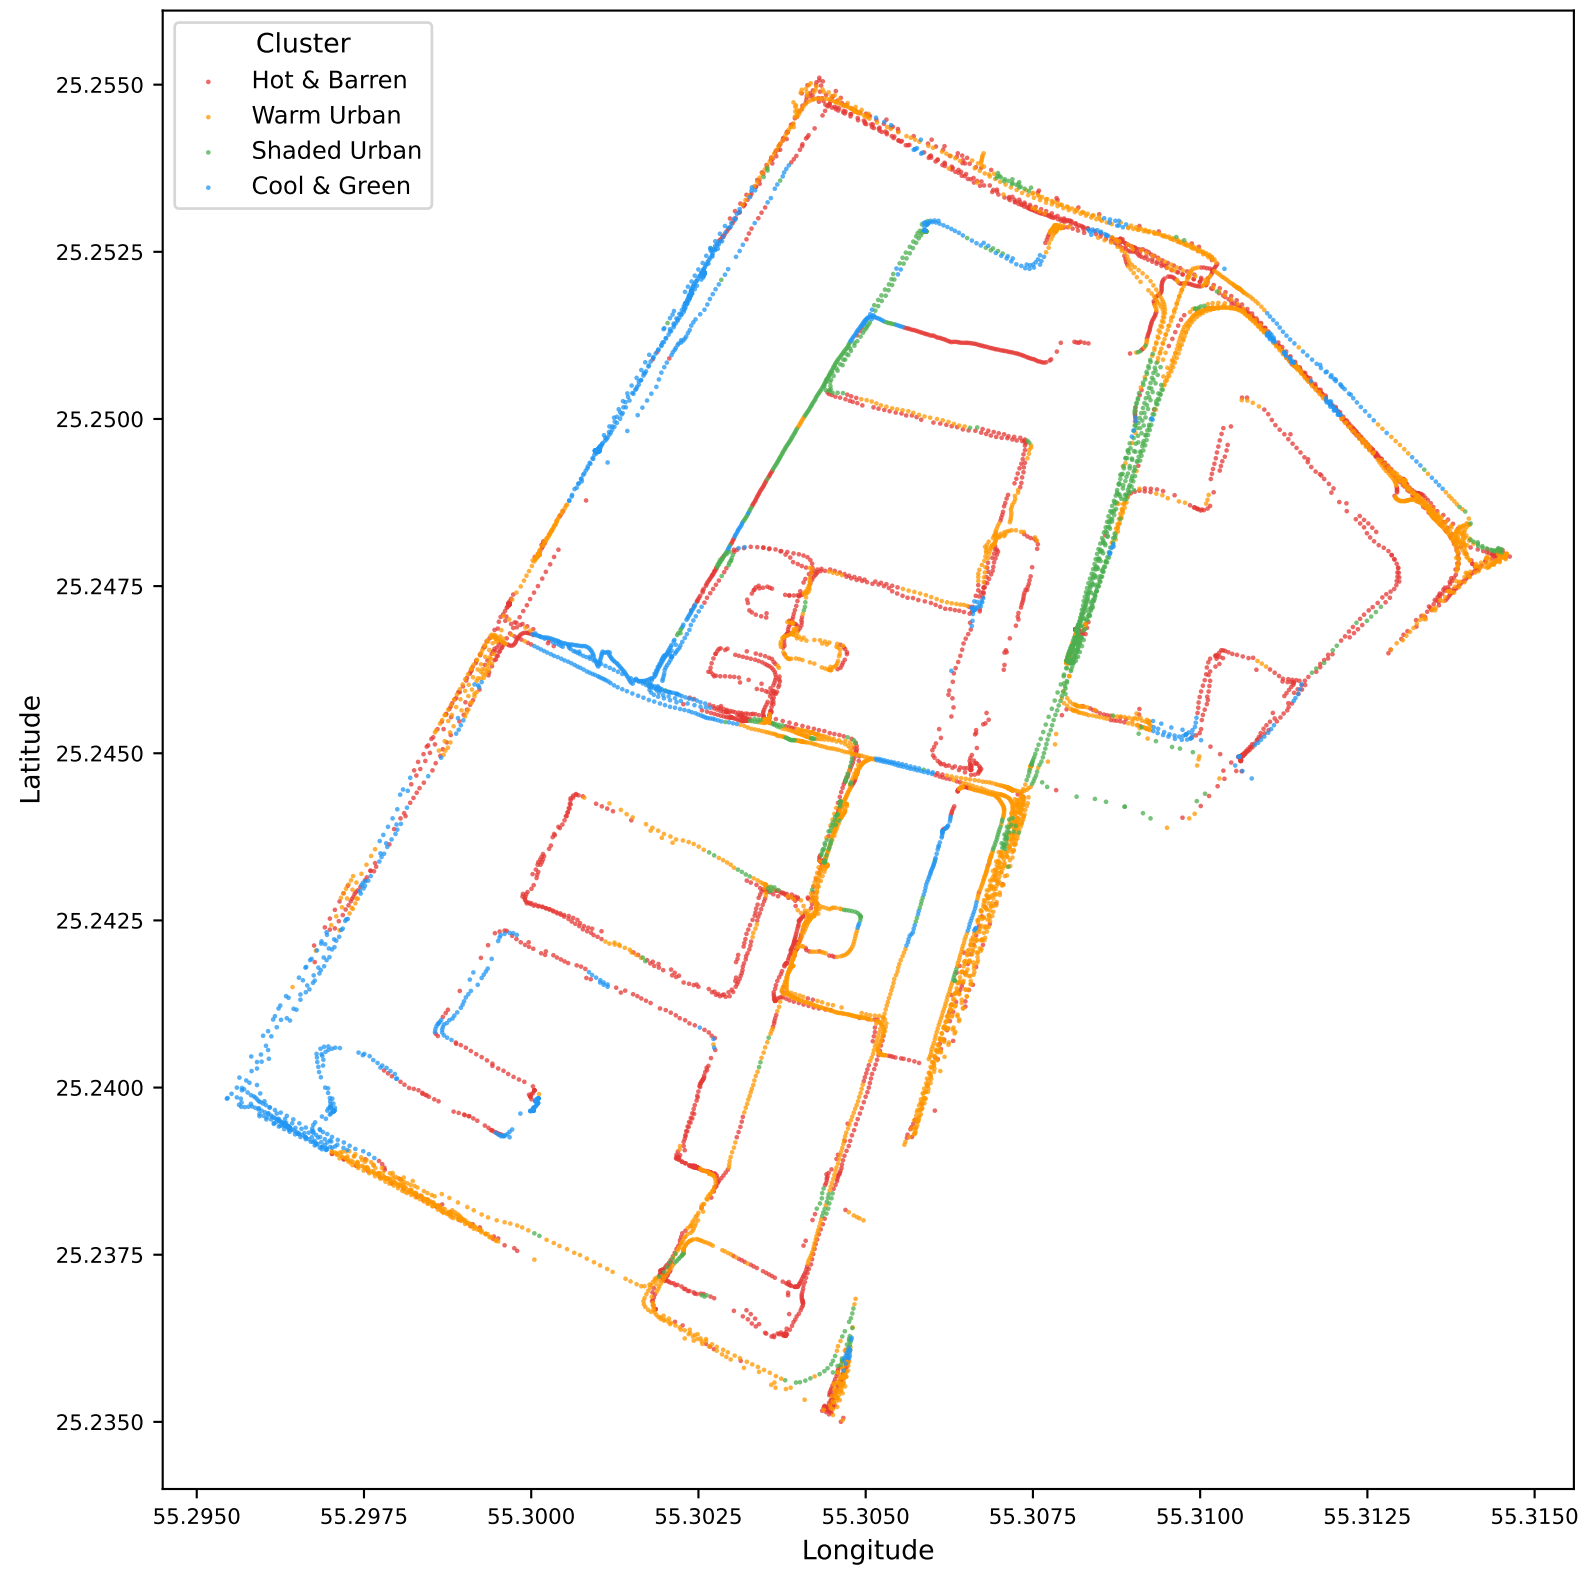 Cluster
Hot & Barren
Warm Urban
Shaded Urban
Cool & Green
25.2550
25.2525
25.2500
25.2475
25.2450
25.2425
25.2400
25.2375
25.2350
Latitude
55.2950 55.2975 55.3000 55.3025 55.3050 55.3075 55.3100 55.3125 55.3150
Longitude